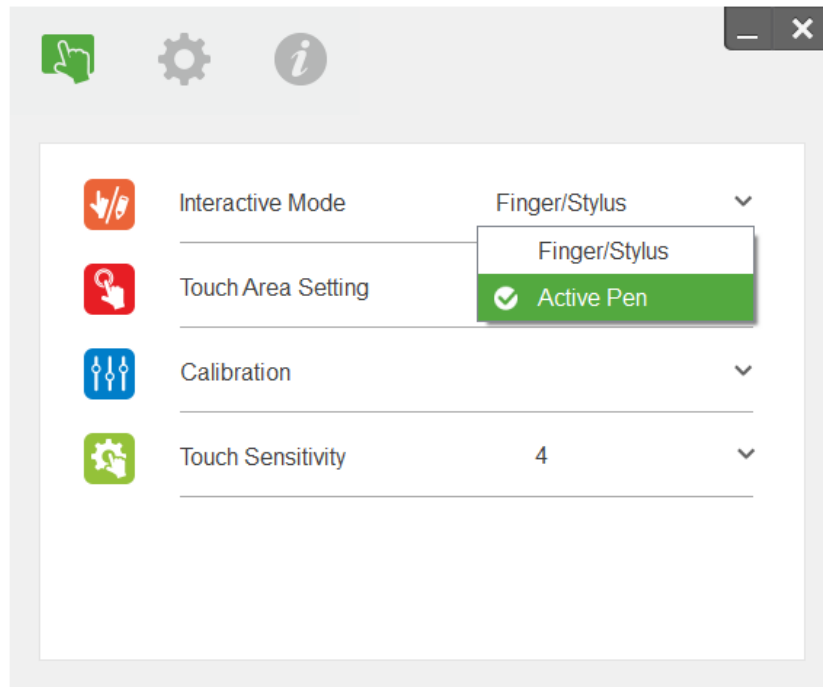 Interactive Mode Finger/Stylus
Finger/Stylus
Touch Area Setting
Active Pen
Calibration
Touch Sensitivity 4